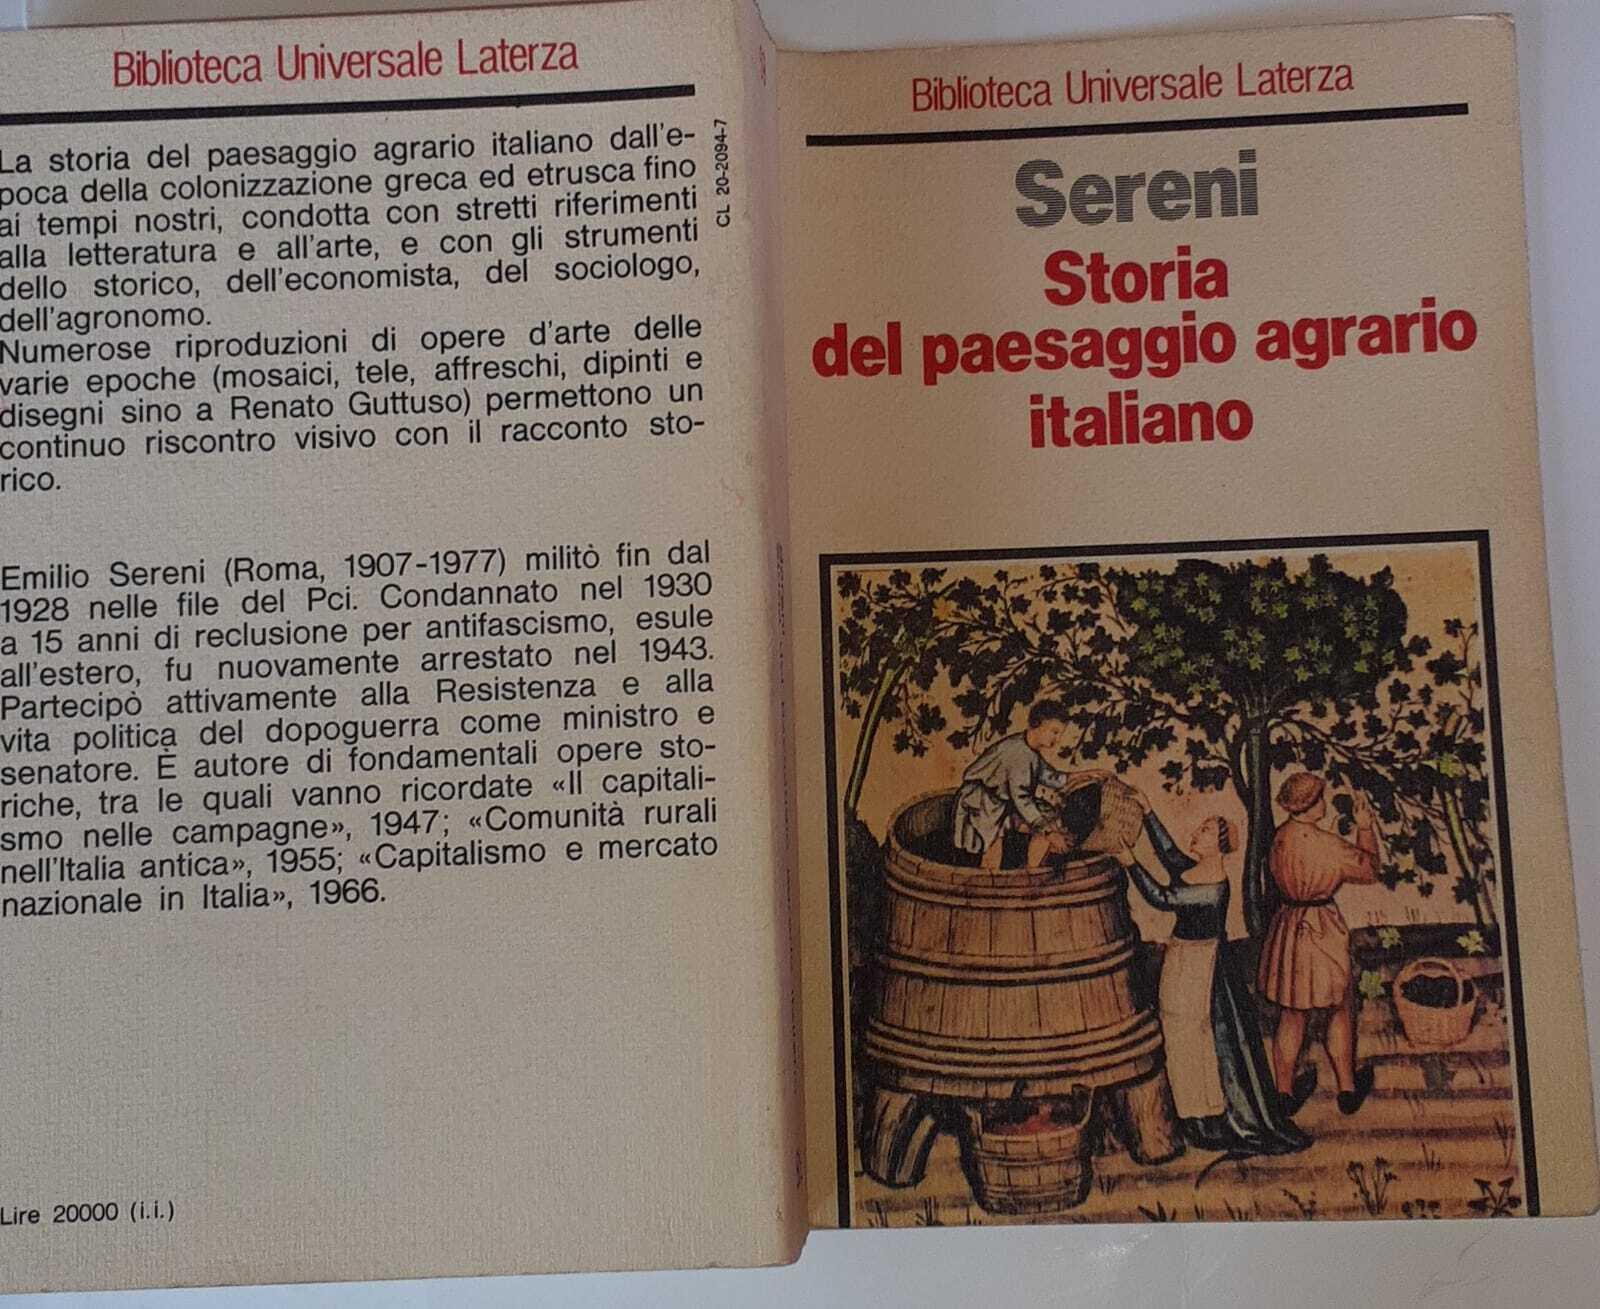 Biblioteca Universale Laterza
La storia del paesaggio agrario italiano dall'e-
poca della colonizzazione greca ed etrusca fino
ai tempi nostri, condotta con stretti riferimenti
alla letteratura e all'arte, e con gli strumenti
dello storico, dell'economista, del sociologo,
dell'agronomo.
Numerose riproduzioni di opere d'arte delle
varie epoche (mosaici, tele, affreschi, dipinti e
disegni sino a Renato Guttuso) permettono un
continuo riscontro visivo con il racconto sto-
rico.
Emilio Sereni (Roma, 1907-1977) militò fin dal
1928 nelle file del Pci. Condannato nel 1930
a 15 anni di reclusione per antifascismo, esule
all'estero, fu nuovamente arrestato nel 1943.
Partecipò attivamente alla Resistenza e alla
vita politica del dopoguerra come ministro e
senatore. È autore di fondamentali opere sto-
riche, tra le quali vanno ricordate «Il capitali-
smo nelle campagne», 1947; «Comunità rurali
nell'Italia antica», 1955; «Capitalismo e mercato
nazionale in Italia», 1966.
Lire 20000 (i.i.)
CL 20-2094-7
Biblioteca Universale Laterza
Sereni
Storia
del paesaggio agrario
italiano